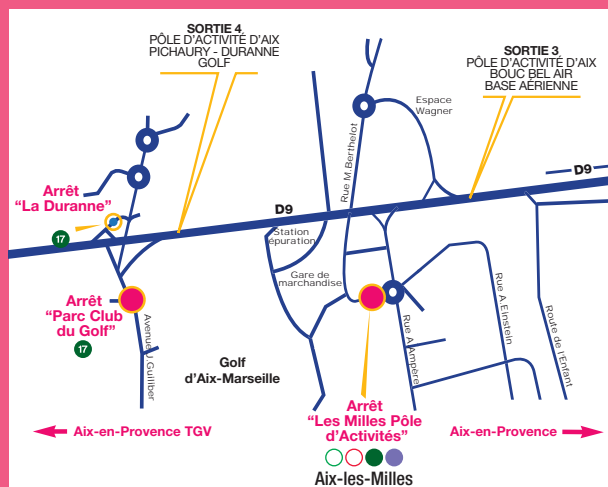 SORTIE 4
PÔLE D'ACTIVITÉ D'AIX
PICHAURY - DURANNE
GOLF
SORTIE 3
PÔLE D'ACTIVITÉ D'AIX
BOUC BEL AIR
BASE AÉRIENNE
Espace
Wagner
Rue M.Berthelot
D9
Arrêt
“La Duranne”
17
D9
Station
épuration
Gare de
marchandise
Arrêt
“Parc Club
du Golf”
17
Avenue J.Guiliber
Rue A.Ampère
Rue A.Einstein
Route de l'Enfant
Golf
d'Aix-Marseille
Arrêt
“Les Milles Pôle
d'Activités”
Aix-en-Provence TGV
Aix-en-Provence
Aix-les-Milles